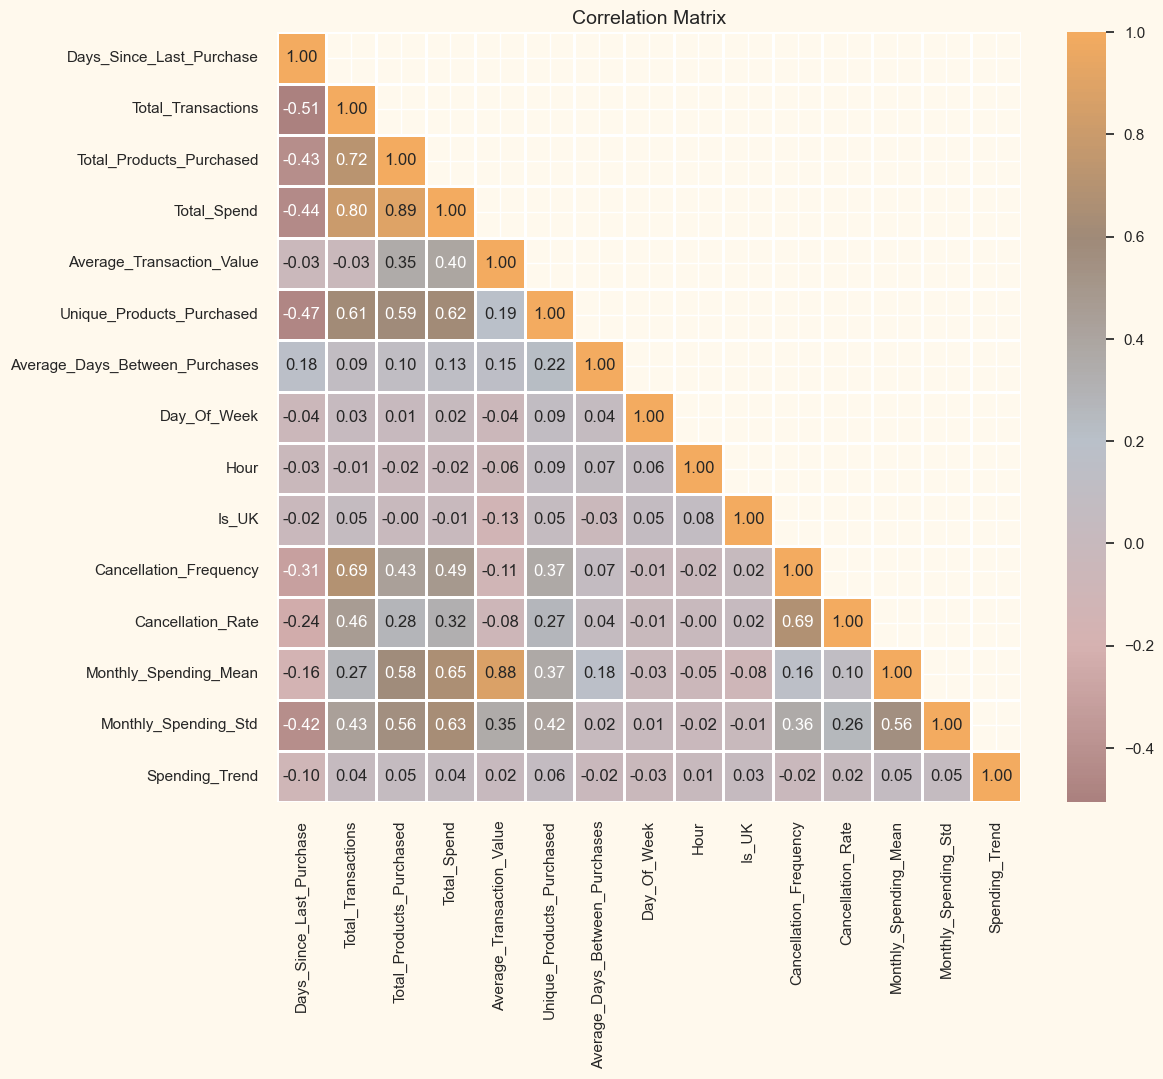 Correlation Matrix
Days_Since_Last_Purchase 1.00
Total_Transactions -0.51 1.00
Total_Products_Purchased -0.43 0.72 1.00
Total_Spend -0.44 0.80 0.89 1.00
Average_Transaction_Value -0.03 -0.03 0.35 0.40 1.00
Unique_Products_Purchased -0.47 0.61 0.59 0.62 0.19 1.00
Average_Days_Between_Purchases 0.18 0.09 0.10 0.13 0.15 0.22 1.00
Day_Of_Week -0.04 0.03 0.01 0.02 -0.04 0.09 0.04 1.00
Hour -0.03 -0.01 -0.02 -0.02 -0.06 0.09 0.07 0.06 1.00
Is_UK -0.02 0.05 -0.00 -0.01 -0.13 0.05 -0.03 0.05 0.08 1.00
Cancellation_Frequency -0.31 0.69 0.43 0.49 -0.11 0.37 0.07 -0.01 -0.02 0.02 1.00
Cancellation_Rate -0.24 0.46 0.28 0.32 -0.08 0.27 0.04 -0.01 -0.00 0.02 0.69 1.00
Monthly_Spending_Mean -0.16 0.27 0.58 0.65 0.88 0.37 0.18 -0.03 -0.05 -0.08 0.16 0.10 1.00
Monthly_Spending_Std -0.42 0.43 0.56 0.63 0.35 0.42 0.02 0.01 -0.02 -0.01 0.36 0.26 0.56 1.00
Spending_Trend -0.10 0.04 0.05 0.04 0.02 0.06 -0.02 -0.03 0.01 0.03 -0.02 0.02 0.05 0.05 1.00
Days_Since_Last_Purchase
Total_Transactions
Total_Products_Purchased
Total_Spend
Average_Transaction_Value
Unique_Products_Purchased
Average_Days_Between_Purchases
Day_Of_Week
Hour
Is_UK
Cancellation_Frequency
Cancellation_Rate
Monthly_Spending_Mean
Monthly_Spending_Std
Spending_Trend
1.0
0.8
0.6
0.4
0.2
0.0
−0.2
−0.4